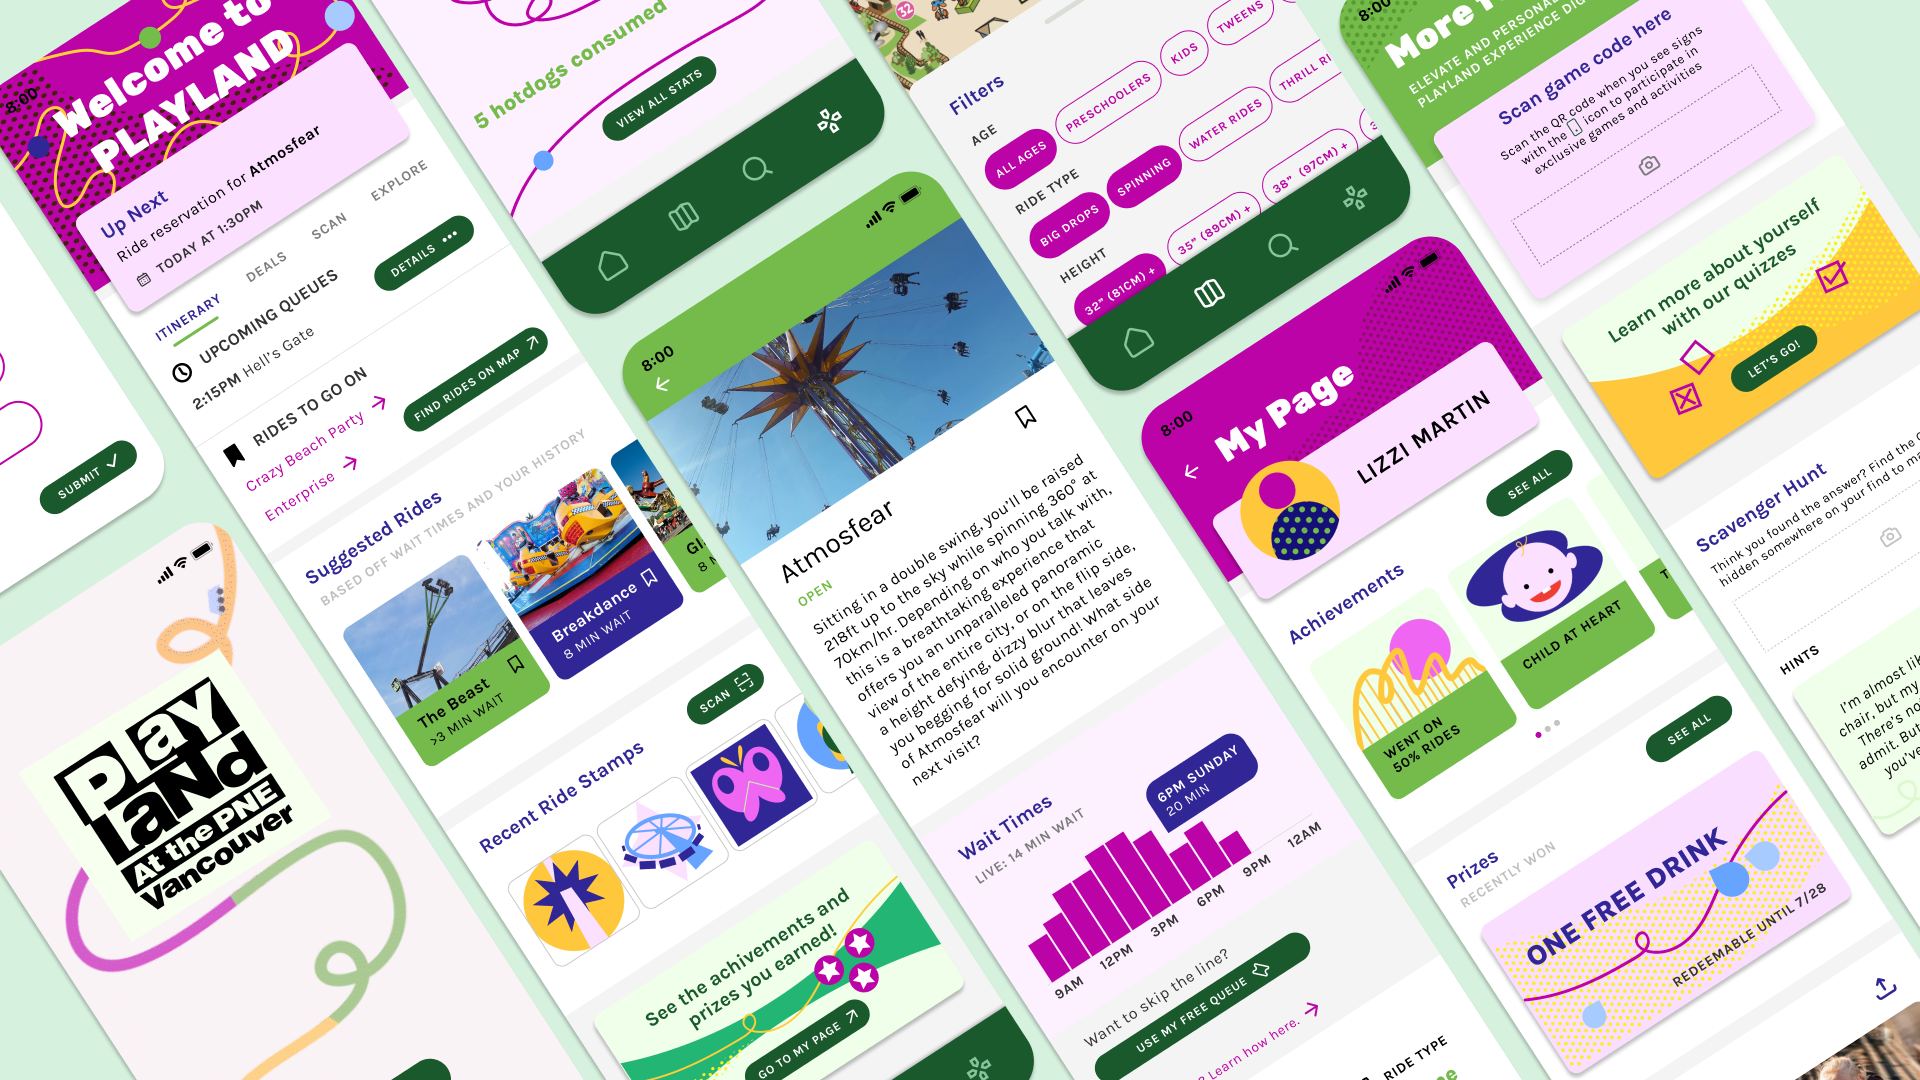 SUBMIT
PLay
LaNd
At the PNE
Vancouver
8:00
Welcome to
PLAYLAND
Up Next
Ride reservation for Atmosfear
TODAY AT 1:30PM
ITINERARY
DEALS
SCAN
EXPLORE
UPCOMING QUEUES
DETAILS
2:15PM Hell's Gate
RIDES TO GO ON
Crazy Beach Party
Enterprise
FIND RIDES ON MAP
Suggested Rides
BASED OFF WAIT TIMES AND YOUR HISTORY
The Beast
>3 MIN WAIT
Breakdance
8 MIN WAIT
Gl
8 M
SCAN
Recent Ride Stamps
See the achivements and
prizes you earned!
GO TO MY PAGE
5 hotdogs consumed
VIEW ALL STATS
8:00
Atmosfear
OPEN
Sitting in a double swing, you'll be raised
218ft up to the sky while spinning 360° at
70km/hr. Depending on who you talk with,
this is a breathtaking experience that
offers you an unparalleled panoramic
view of the entire city, or on the flip side,
a height defying, dizzy blur that leaves
you begging for solid ground! What side
of Atmosfear will you encounter on your
next visit?
Wait Times
LIVE: 14 MIN WAIT
6PM SUNDAY
20 MIN
9AM
12PM
3PM
6PM
9PM
12AM
Want to skip the line?
USE MY FREE QUEUE
? Learn how here.
32
Filters
AGE
ALL AGES
PRESCHOOLERS
KIDS
TWEENS
RIDE TYPE
BIG DROPS
SPINNING
WATER RIDES
THRILL RI
HEIGHT
32" (81CM) +
35" (89CM) +
38" (97CM) +
3
8:00
My Page
LIZZI MARTIN
Achievements
SEE ALL
WENT ON
50% RIDES
CHILD AT HEART
T
Prizes
RECENTLY WON
SEE ALL
ONE FREE DRINK
REDEEMABLE UNTIL 7/28
RIDE TYPE
8:00
ELEVATE AND PERSONA
PLAYLAND EXPERIENCE DIG
Scan game code here
Scan the QR code when you see signs
with the icon to participate in
exclusive games and activities
Learn more about yourself
with our quizzes
LET'S GO!
Scavenger Hunt
Think you found the answer? Find the
hidden somewhere on your find to ma
HINTS
I'm almost lik
chair, but my
There's no
admit. But
you've